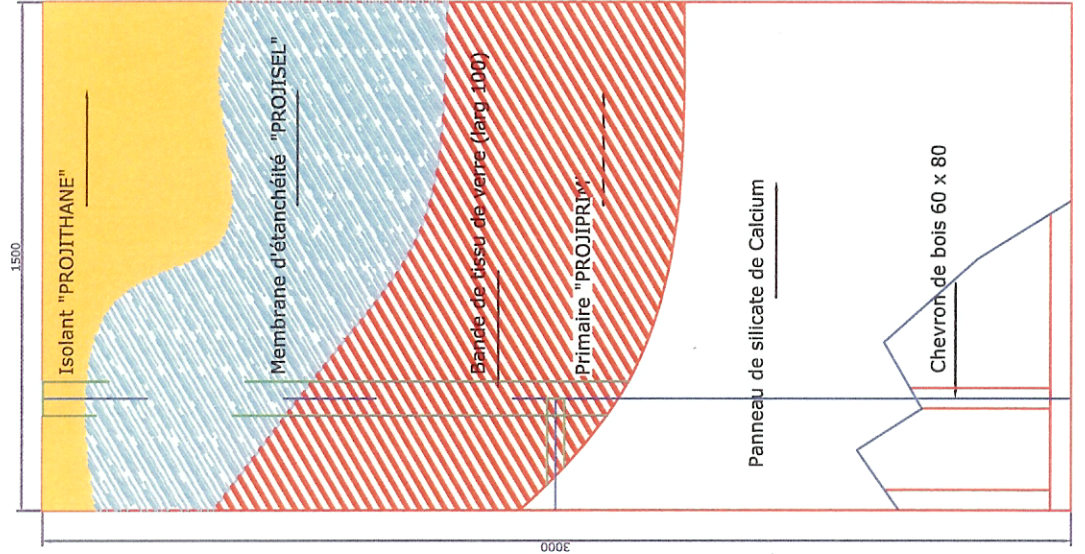 1500
Isolant "PROJITHANE"
Membrane d'étanchéité "PROJISEL"
Bande de tissu de verre (larg 100)
Primaire "PROJIPRIM"
Panneau de silicate de Calcium
Chevron de bois 60 x 80
3000